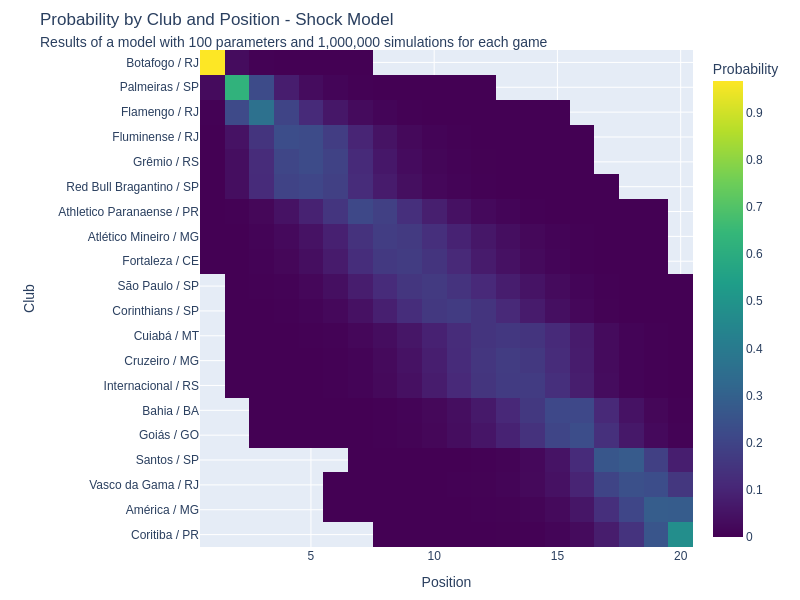 Probability by Club and Position - Shock Model
Results of a model with 100 parameters and 1,000,000 simulations for each game
Probability
Botafogo / RJ
Palmeiras / SP
Flamengo / RJ
Fluminense / RJ
Grêmio / RS
Red Bull Bragantino / SP
Athletico Paranaense / PR
Atlético Mineiro / MG
Fortaleza / CE
São Paulo / SP
Corinthians / SP
Cuiabá / MT
Cruzeiro / MG
Internacional / RS
Bahia / BA
Goiás / GO
Santos / SP
Vasco da Gama / RJ
América / MG
Coritiba / PR
Club
5
10
15
20
Position
0.9
0.8
0.7
0.6
0.5
0.4
0.3
0.2
0.1
0